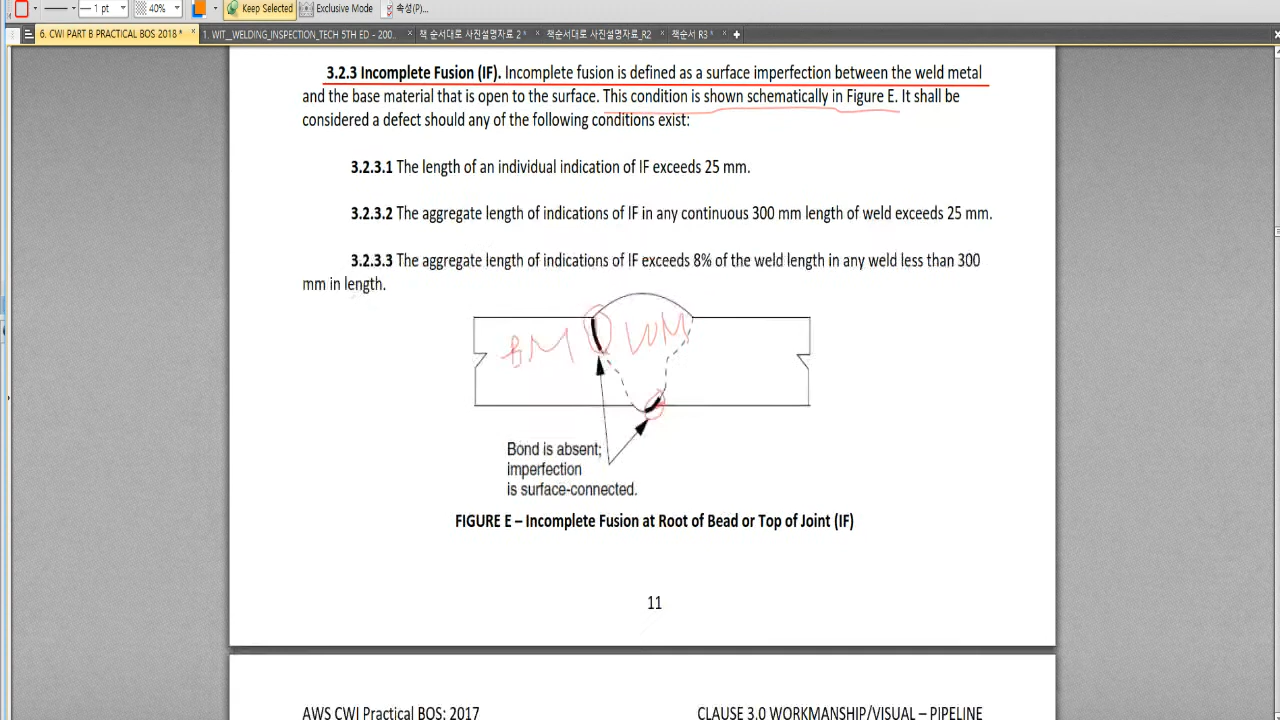 1 pt
40%
Keep Selected
Exclusive Mode
속성(P)...
6. CWI PART B PRACTICAL BOS 2018 *
1. WIT__WELDING_INSPECTION_TECH 5TH ED - 200...
책 순서대로 사진설명자료 2 *
책순서대로 사진설명자료_R2
책순서 R3 *
3.2.3 Incomplete Fusion (IF). Incomplete fusion is defined as a surface imperfection between the weld metal
and the base material that is open to the surface. This condition is shown schematically in Figure E. It shall be
considered a defect should any of the following conditions exist:
3.2.3.1 The length of an individual indication of IF exceeds 25 mm.
3.2.3.2 The aggregate length of indications of IF in any continuous 300 mm length of weld exceeds 25 mm.
3.2.3.3 The aggregate length of indications of IF exceeds 8% of the weld length in any weld less than 300
mm in length.
BM WM
Bond is absent;
imperfection
is surface-connected.
FIGURE E – Incomplete Fusion at Root of Bead or Top of Joint (IF)
11
AWS CWI Practical BOS: 2017
CLAUSE 3.0 WORKMANSHIP/VISUAL – PIPELINE